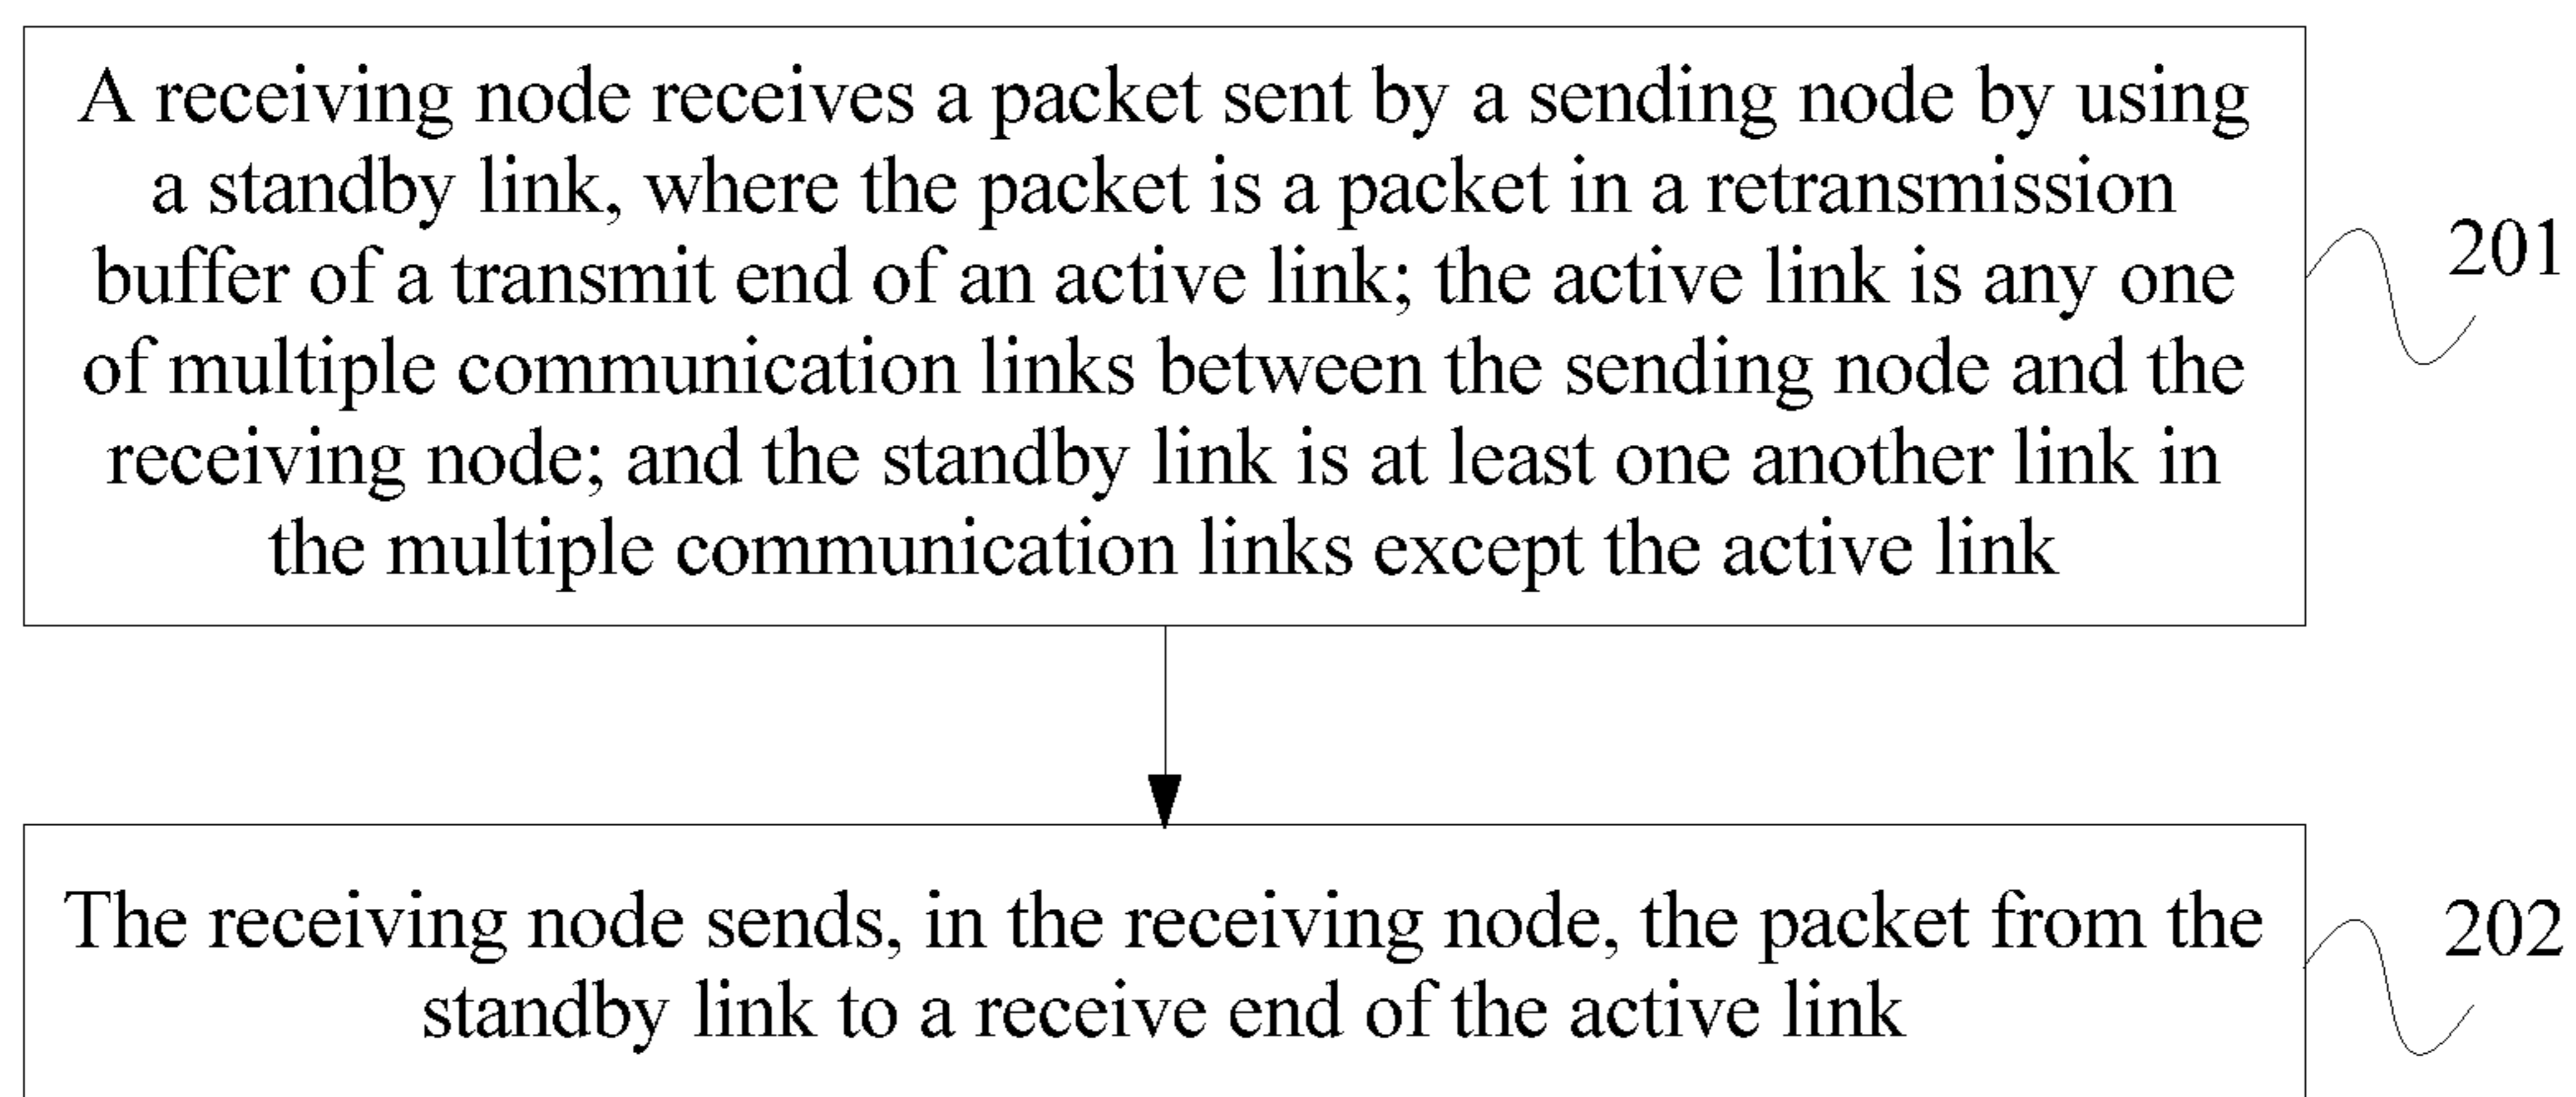 A receiving node receives a packet sent by a sending node by using
a standby link, where the packet is a packet in a retransmission
buffer of a transmit end of an active link; the active link is any one
of multiple communication links between the sending node and the
receiving node; and the standby link is at least one another link in
the multiple communication links except the active link
201
The receiving node sends, in the receiving node, the packet from the
standby link to a receive end of the active link
202